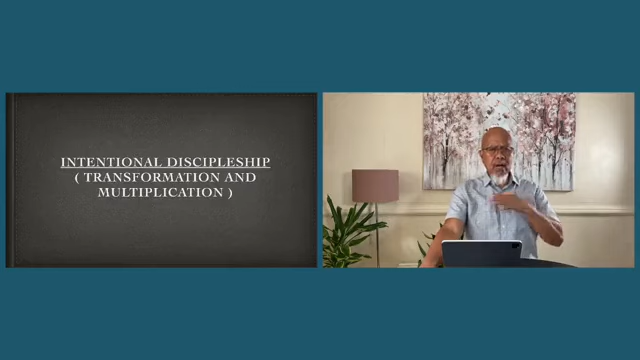 INTENTIONAL DISCIPLESHIP
( TRANSFORMATION AND
MULTIPLICATION )